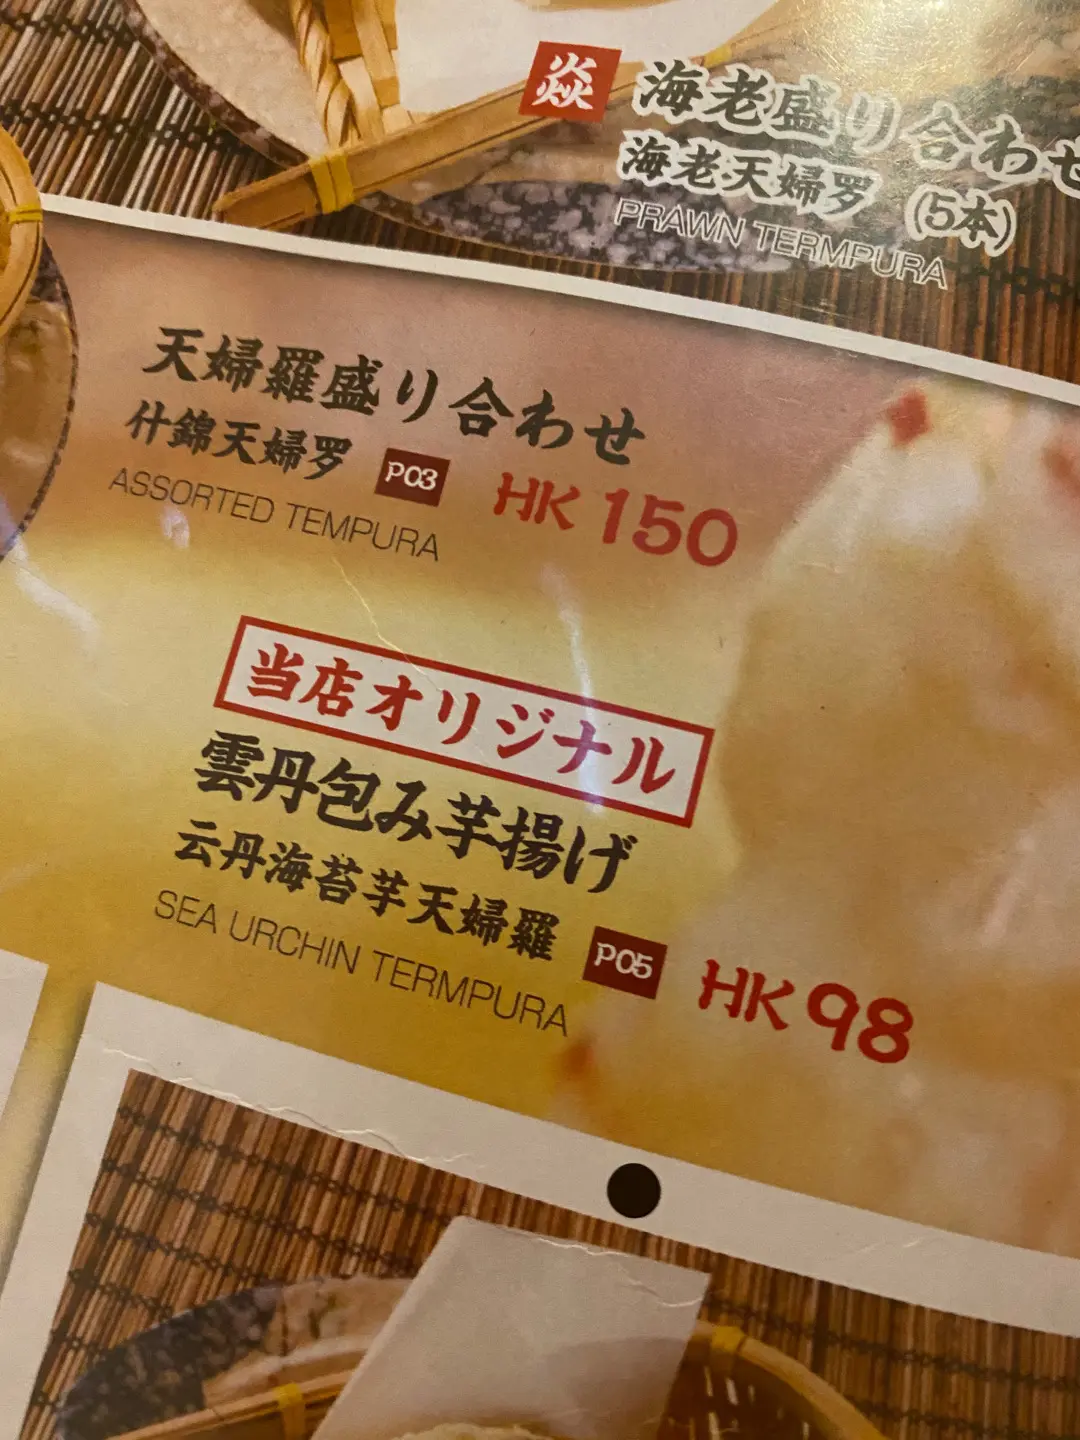 焱 海老盛り合わせ
海老天婦罗 (5本)
PRAWN TERMPURA
天婦羅盛り合わせ
什錦天婦罗 P03 HK 150
ASSORTED TEMPURA
当店オリジナル
雲丹包み芋揚げ
云丹海苔芋天婦羅 P05 HK 98
SEA URCHIN TERMPURA